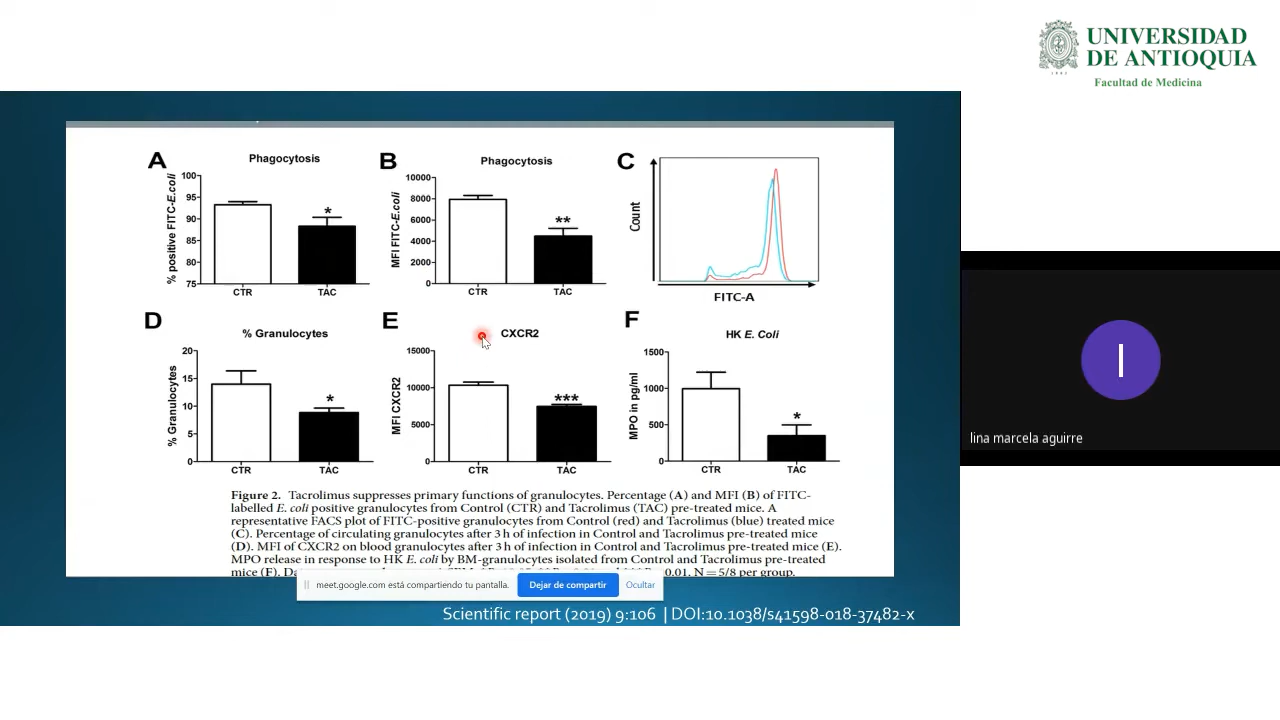 UNIVERSIDAD
DE ANTIOQUIA
1803
Facultad de Medicina
A
Phagocytosis
% positive FITC-E.coli
100
95
90
85
80
75
*
CTR
TAC
B
Phagocytosis
MFI FITC-E.coli
10000
8000
6000
4000
2000
0
**
CTR
TAC
C
Count
FITC-A
D
% Granulocytes
% Granulocytes
20
15
10
5
0
*
CTR
TAC
E
CXCR2
MFI CXCR2
15000
10000
5000
0
***
CTR
TAC
F
HK E. Coli
MPO in pg/ml
1500
1000
500
0
*
CTR
TAC
Figure 2. Tacrolimus suppresses primary functions of granulocytes. Percentage (A) and MFI (B) of FITC-
labelled E. coli positive granulocytes from Control (CTR) and Tacrolimus (TAC) pre-treated mice. A
representative FACS plot of FITC-positive granulocytes from Control (red) and Tacrolimus (blue) treated mice
(C). Percentage of circulating granulocytes after 3 h of infection in Control and Tacrolimus pre-treated mice
(D). MFI of CXCR2 on blood granulocytes after 3 h of infection in Control and Tacrolimus pre-treated mice (E).
MPO release in response to HK E. coli by BM-granulocytes isolated from Control and Tacrolimus pre-treated
mice (F). N = 5/8 per group.
meet.google.com está compartiendo tu pantalla.
Dejar de compartir
Ocultar
Scientific report (2019) 9:106 | DOI:10.1038/s41598-018-37482-x
I
lina marcela aguirre